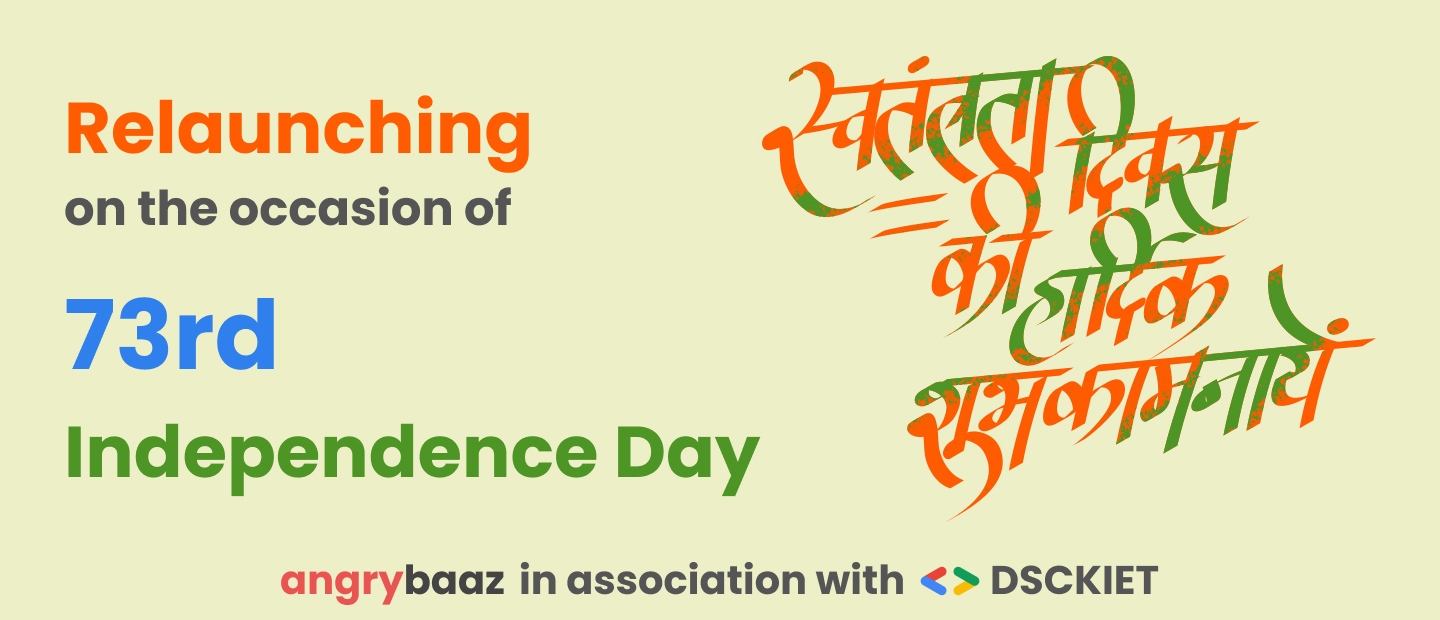 Relaunching
on the occasion of
73rd
Independence Day
स्वतंत्रता
दिवस
की
हार्दिक
शुभकामनायें
angrybaaz in association with DSCKIET